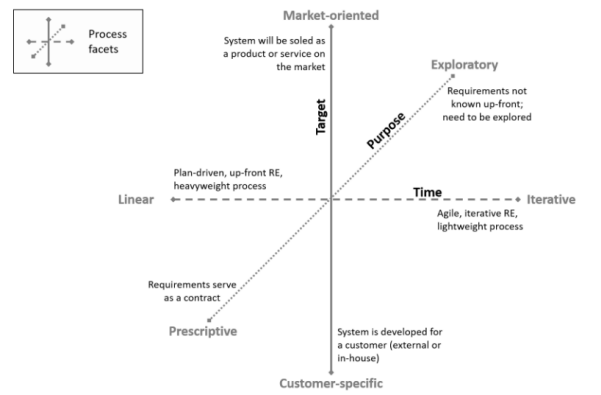 Process
facets
Market-oriented
System will be soled as
a product or service on
the market
Exploratory
Requirements not
known up-front;
need to be explored
Target
Purpose
Plan-driven, up-front RE,
heavyweight process
Time
Linear
Iterative
Agile, iterative RE,
lightweight process
Requirements serve
as a contract
Prescriptive
System is developed for
a customer (external or
in-house)
Customer-specific